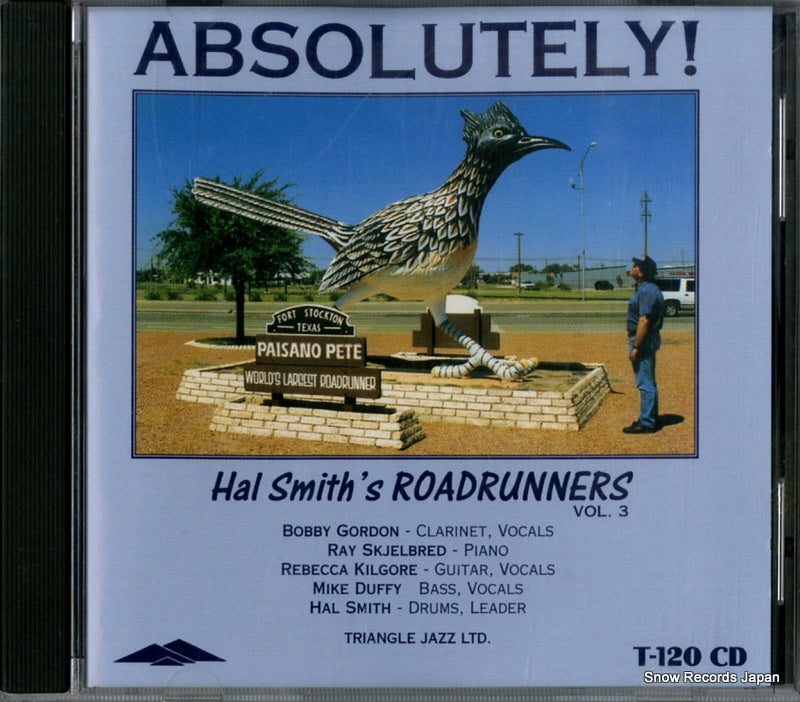 ABSOLUTELY!
FORT STOCKTON
TEXAS
PAISANO PETE
WORLD'S LARGEST ROADRUNNER
Hal Smith's ROADRUNNERS
VOL. 3
BOBBY GORDON - CLARINET, VOCALS
RAY SKJELBRED - PIANO
REBECCA KILGORE - GUITAR, VOCALS
MIKE DUFFY BASS, VOCALS
HAL SMITH - DRUMS, LEADER
TRIANGLE JAZZ LTD.
T-120 CD
Snow Records Japan